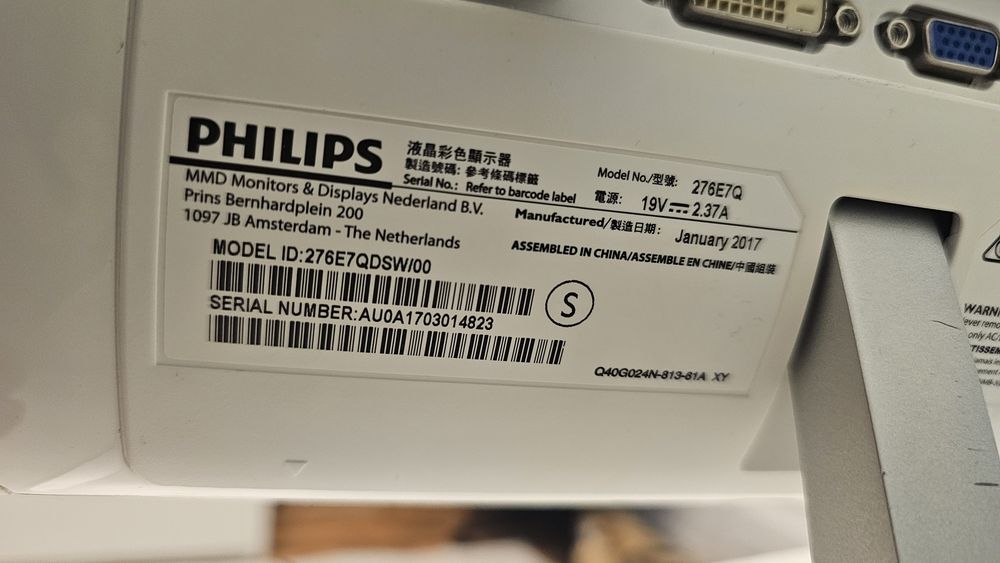 PHILIPS
液晶彩色顯示器
製造號碼: 參考條碼標籤
Serial No.: Refer to barcode label
Model No./型號: 276E7Q
電源: 19V⎓2.37A
MMD Monitors & Displays Nederland B.V.
Prins Bernhardplein 200
1097 JB Amsterdam - The Netherlands
Manufactured/製造日期: January 2017
ASSEMBLED IN CHINA/ASSEMBLE EN CHINE/中國組裝
MODEL ID:276E7QDSW/00
S
SERIAL NUMBER:AU0A1703014823
Q40G024N-813-81A XY
only AC/